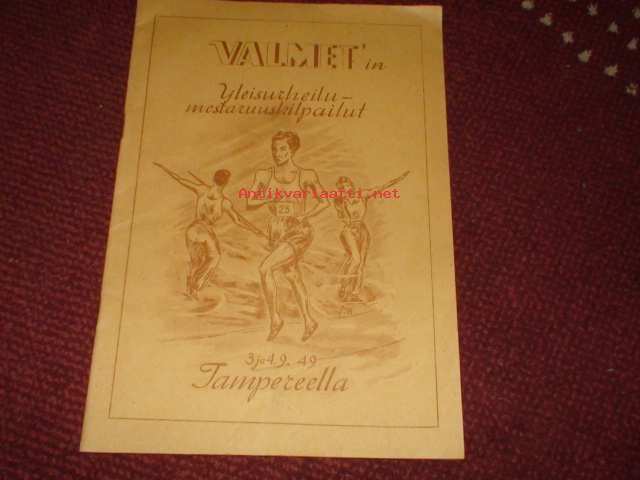 VALMET'in
Yleisurheilu-
mestaruuskilpailut
Antikvariaatti.net
23
3 ja 4.9. 49
Tampereella